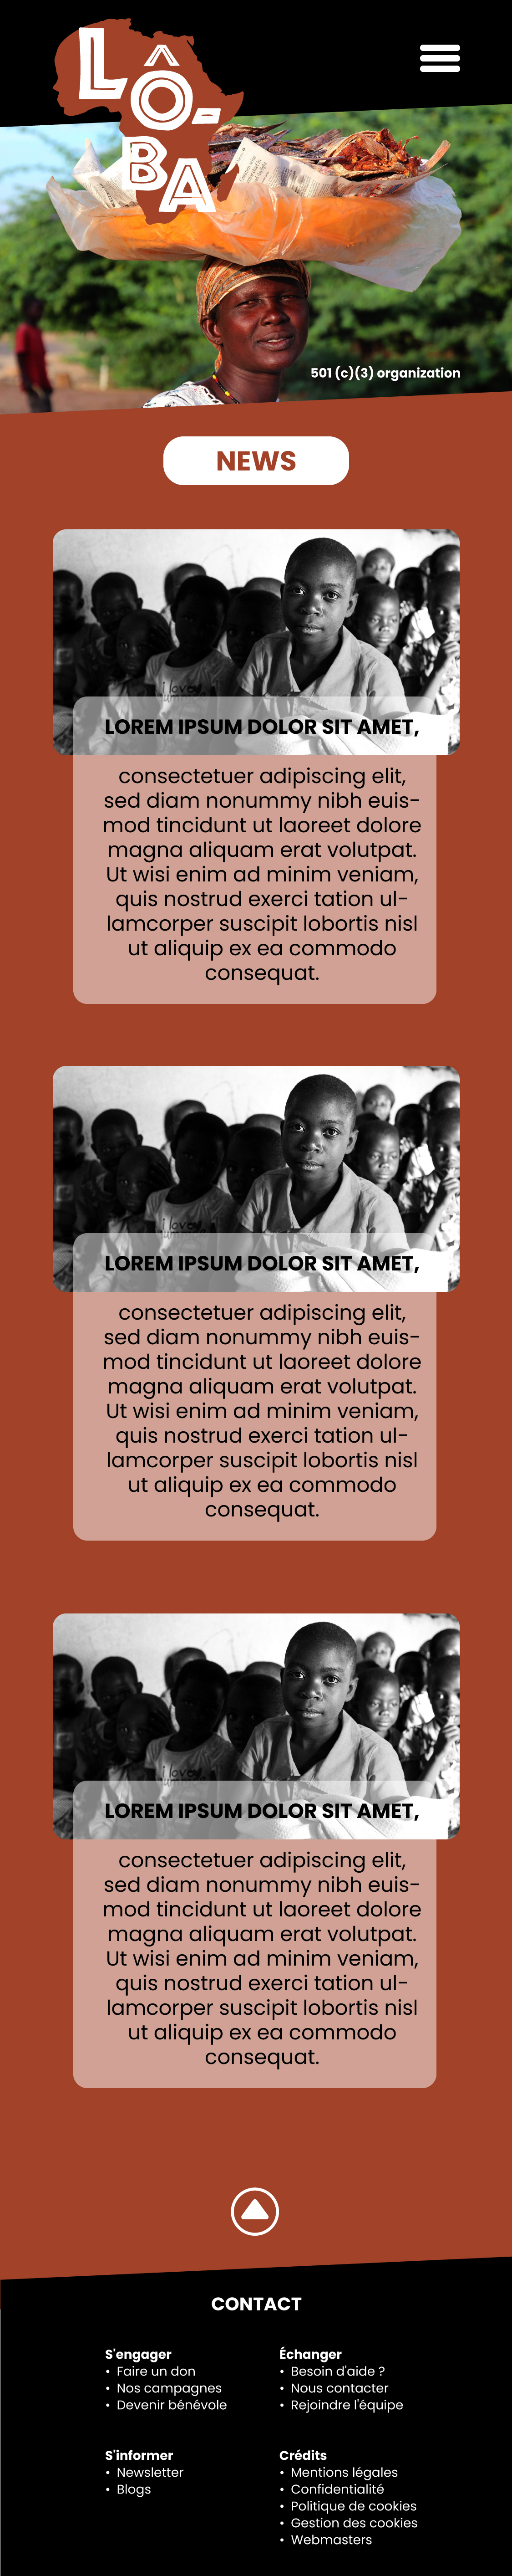 LÔ-
BA
501 (c)(3) organization
NEWS
i love
LOREM IPSUM DOLOR SIT AMET,
consectetuer adipiscing elit,
sed diam nonummy nibh euis-
mod tincidunt ut laoreet dolore
magna aliquam erat volutpat.
Ut wisi enim ad minim veniam,
quis nostrud exerci tation ul-
lamcorper suscipit lobortis nisl
ut aliquip ex ea commodo
consequat.
i love
LOREM IPSUM DOLOR SIT AMET,
consectetuer adipiscing elit,
sed diam nonummy nibh euis-
mod tincidunt ut laoreet dolore
magna aliquam erat volutpat.
Ut wisi enim ad minim veniam,
quis nostrud exerci tation ul-
lamcorper suscipit lobortis nisl
ut aliquip ex ea commodo
consequat.
i love
LOREM IPSUM DOLOR SIT AMET,
consectetuer adipiscing elit,
sed diam nonummy nibh euis-
mod tincidunt ut laoreet dolore
magna aliquam erat volutpat.
Ut wisi enim ad minim veniam,
quis nostrud exerci tation ul-
lamcorper suscipit lobortis nisl
ut aliquip ex ea commodo
consequat.
CONTACT
S'engager
• Faire un don
• Nos campagnes
• Devenir bénévole
Échanger
• Besoin d'aide ?
• Nous contacter
• Rejoindre l'équipe
S'informer
• Newsletter
• Blogs
Crédits
• Mentions légales
• Confidentialité
• Politique de cookies
• Gestion des cookies
• Webmasters